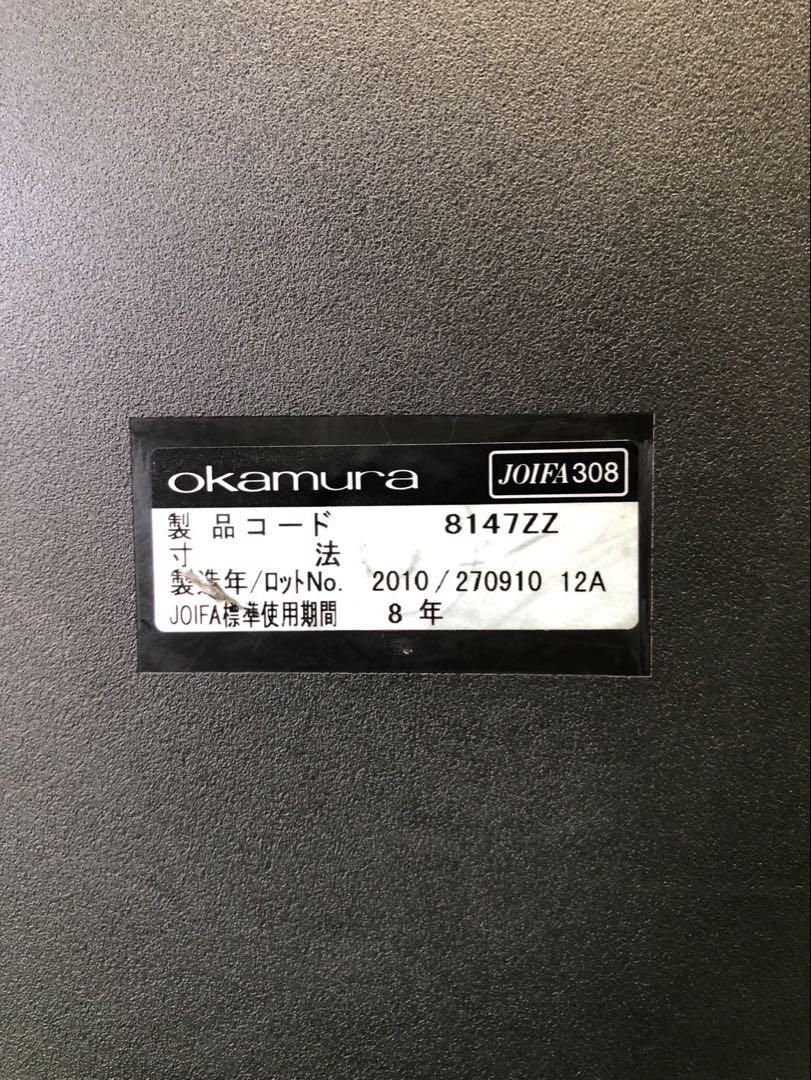 okamura JOIFA308
製品コード 8147ZZ
寸法
製造年/ロットNo. 2010/270910 12A
JOIFA標準使用期間 8年